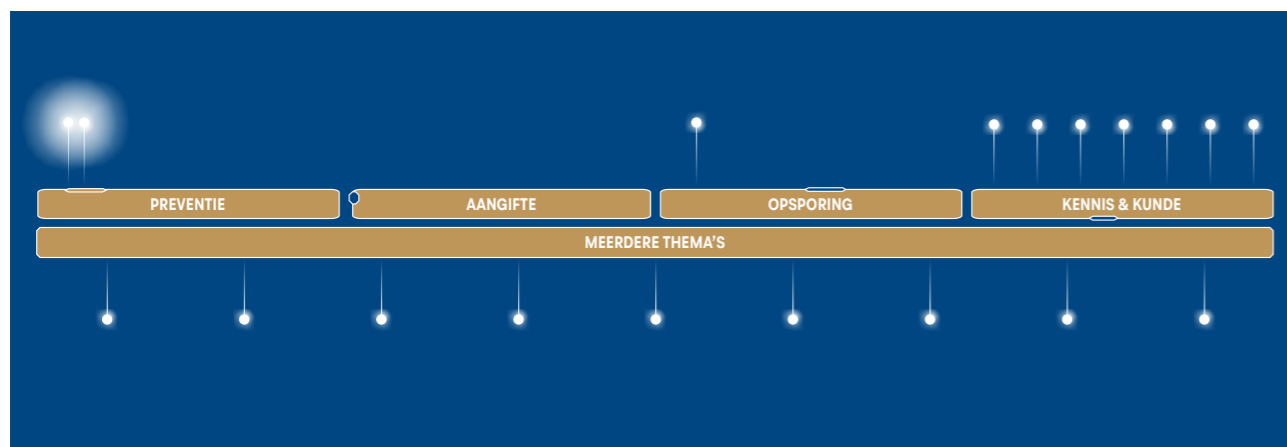 PREVENTIE
AANGIFTE
OPSPORING
KENNIS & KUNDE
MEERDERE THEMA'S